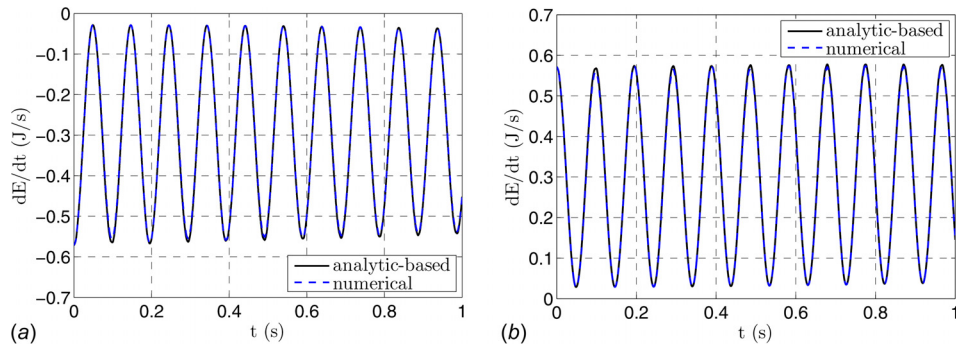 0
−0.1
−0.2
−0.3
−0.4
−0.5
−0.6
−0.7
dE/dt (J/s)
analytic-based
numerical
0 0.2 0.4 0.6 0.8 1
(a) t (s)
0.7
0.6
0.5
0.4
0.3
0.2
0.1
0
dE/dt (J/s)
analytic-based
numerical
0 0.2 0.4 0.6 0.8 1
(b) t (s)